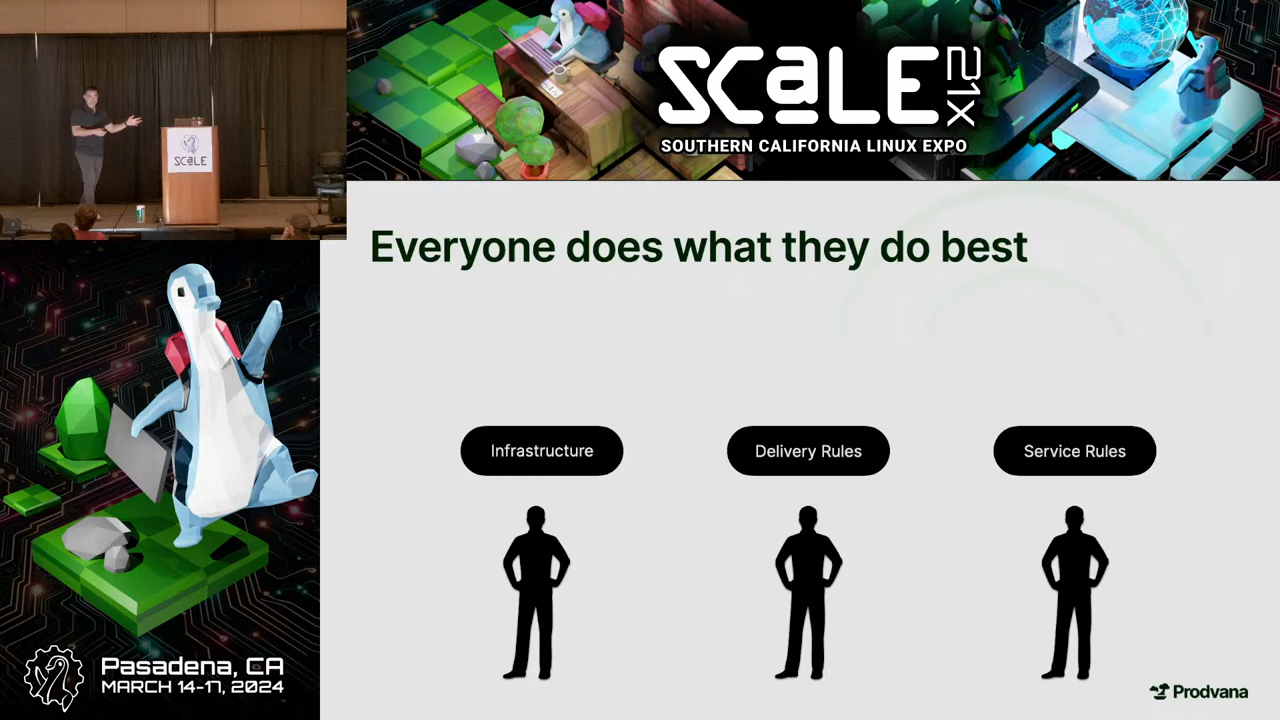 SCaLE
SCaLE 21X
SOUTHERN CALIFORNIA LINUX EXPO
Everyone does what they do best
Infrastructure
Delivery Rules
Service Rules
Prodvana
Pasadena, CA
MARCH 14-17, 2024